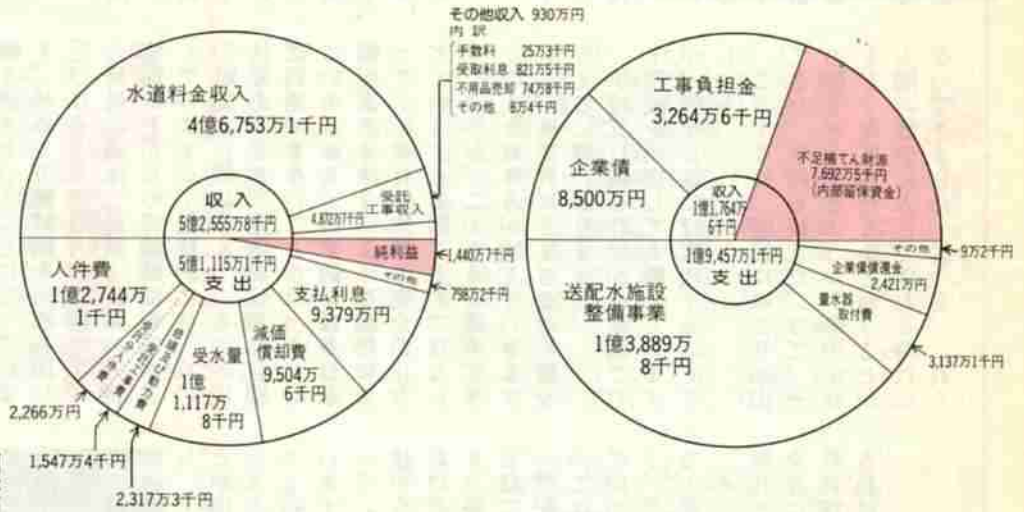 その他収入 930万円
内訳
手数料 25万3千円
受取利息 821万5千円
不用品売却 74万8千円
その他 8万4千円
水道料金収入
4億6,753万1千円
受託
工事収入
4,872万7千円
収入
5億2,555万8千円
5億1,115万1千円
支出
純利益
1,440万7千円
その他
798万2千円
支払利息
9,379万円
減価
償却費
9,504万
6千円
受水量
1億
1,117万
8千円
人件費
1億2,744万
1千円
2,266万円
1,547万4千円
2,317万3千円
工事負担金
3,264万6千円
企業債
8,500万円
不足補てん財源
7,692万5千円
(内部留保資金)
収入
1億1,764万
6千円
1億9,457万1千円
支出
その他
9万2千円
企業債償還金
2,421万円
量水器
取付費
3,137万1千円
送配水施設
整備事業
1億3,889万
8千円